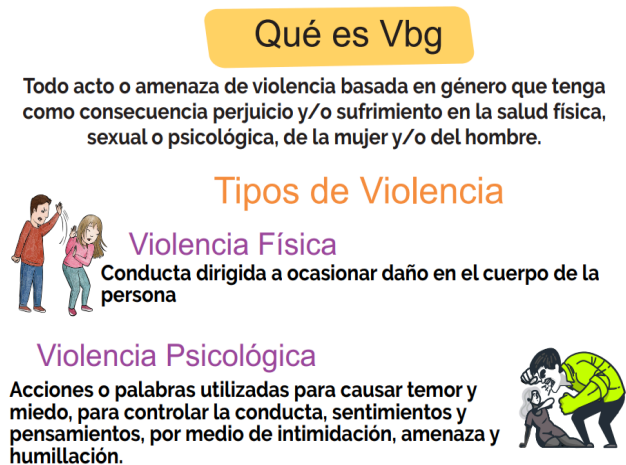 Qué es Vbg
Todo acto o amenaza de violencia basada en género que tenga
como consecuencia perjuicio y/o sufrimiento en la salud física,
sexual o psicológica, de la mujer y/o del hombre.
Tipos de Violencia
Violencia Física
Conducta dirigida a ocasionar daño en el cuerpo de la
persona
Violencia Psicológica
Acciones o palabras utilizadas para causar temor y
miedo, para controlar la conducta, sentimientos y
pensamientos, por medio de intimidación, amenaza y
humillación.